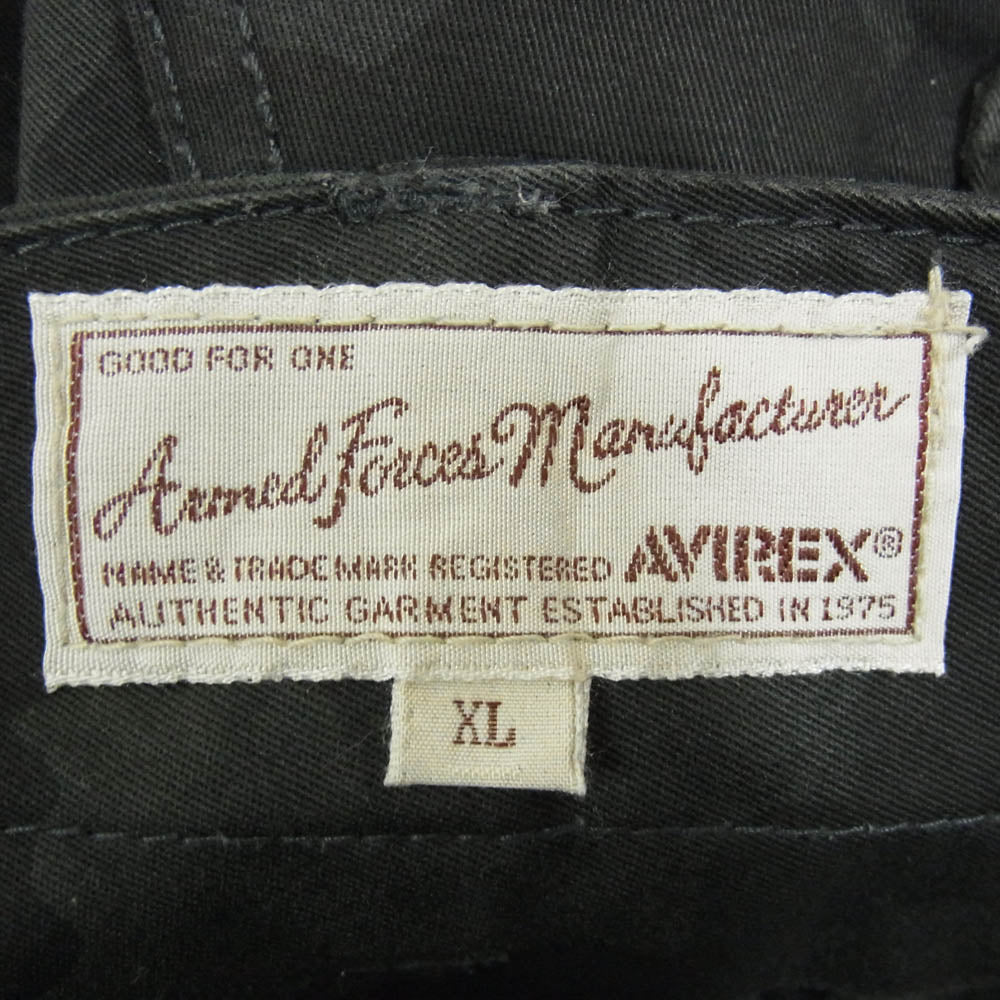 GOOD FOR ONE
Armed Forces Manufacturer
NAME & TRADE MARK REGISTERED AVIREX®
AUTHENTIC GARMENT ESTABLISHED IN 1975
XL